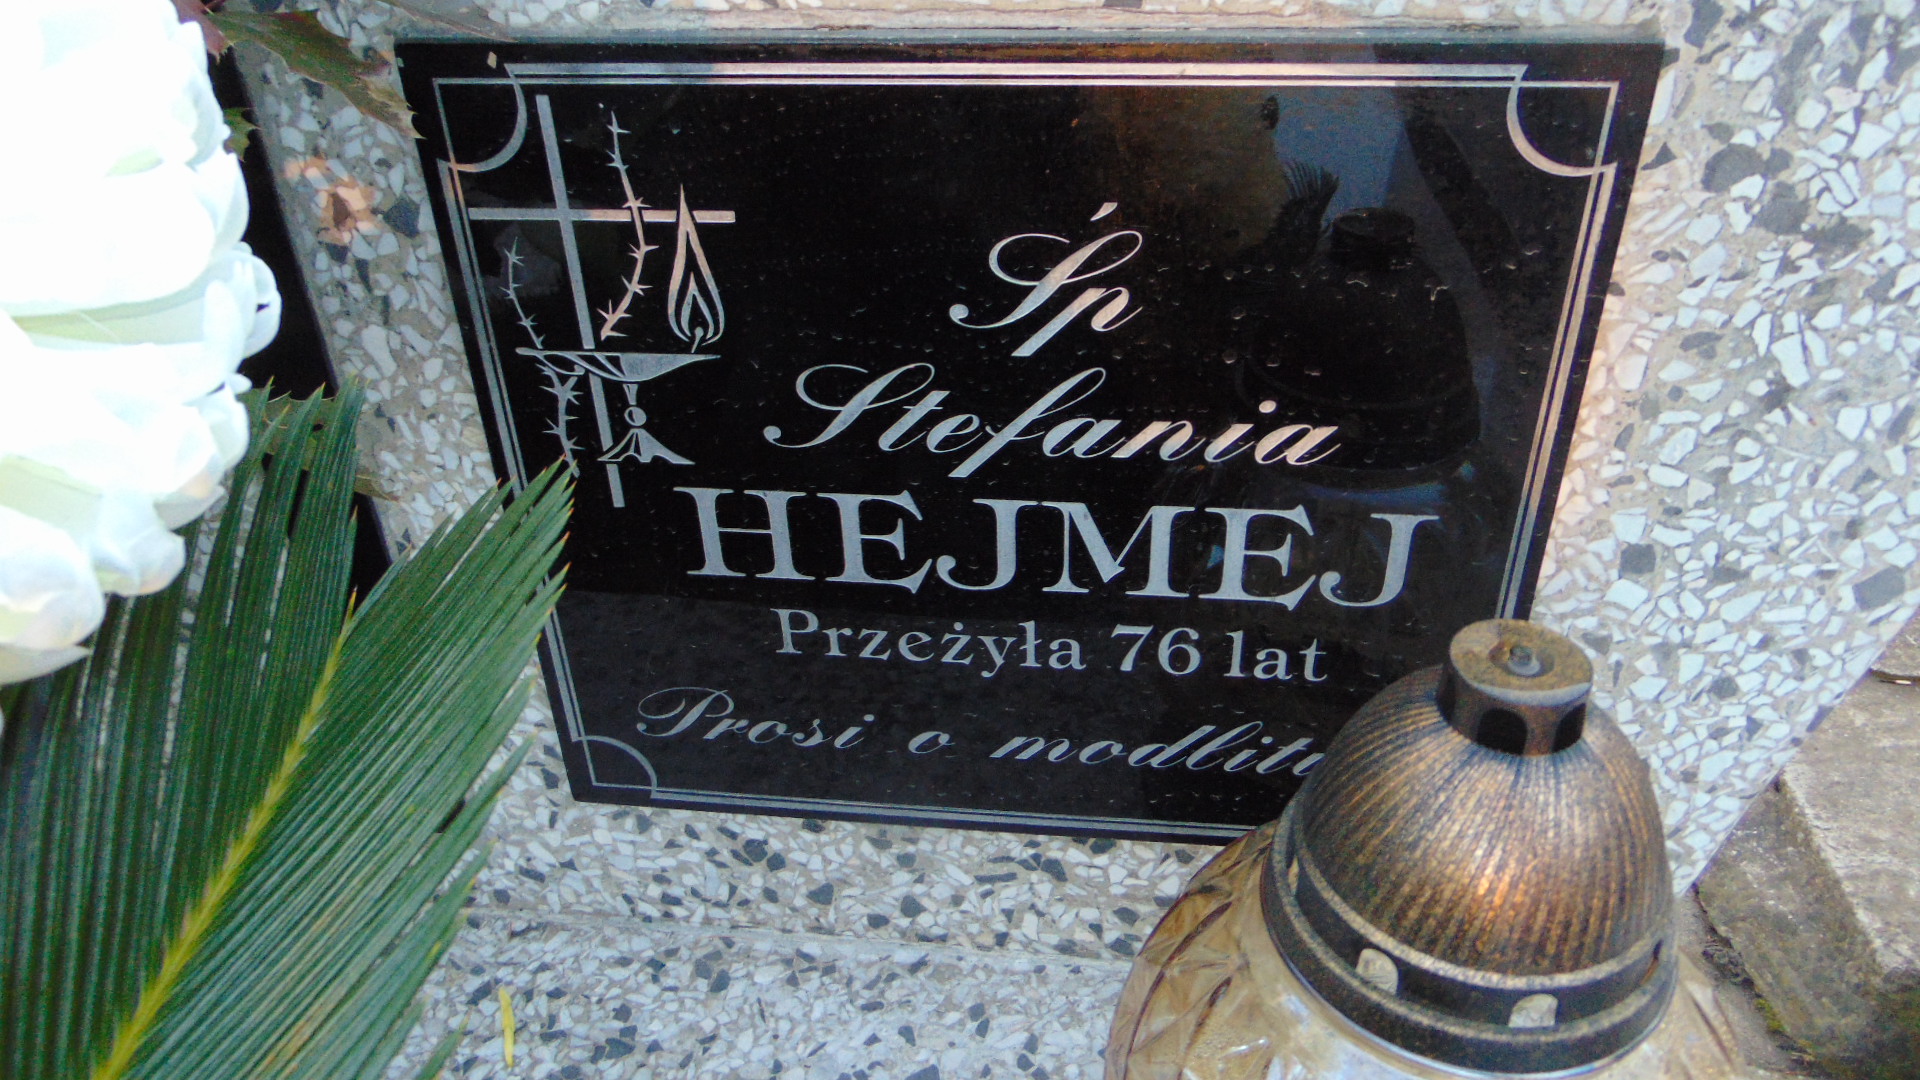 Śp
Stefania
HEJMEJ
Przeżyła 76 lat
Prosi o